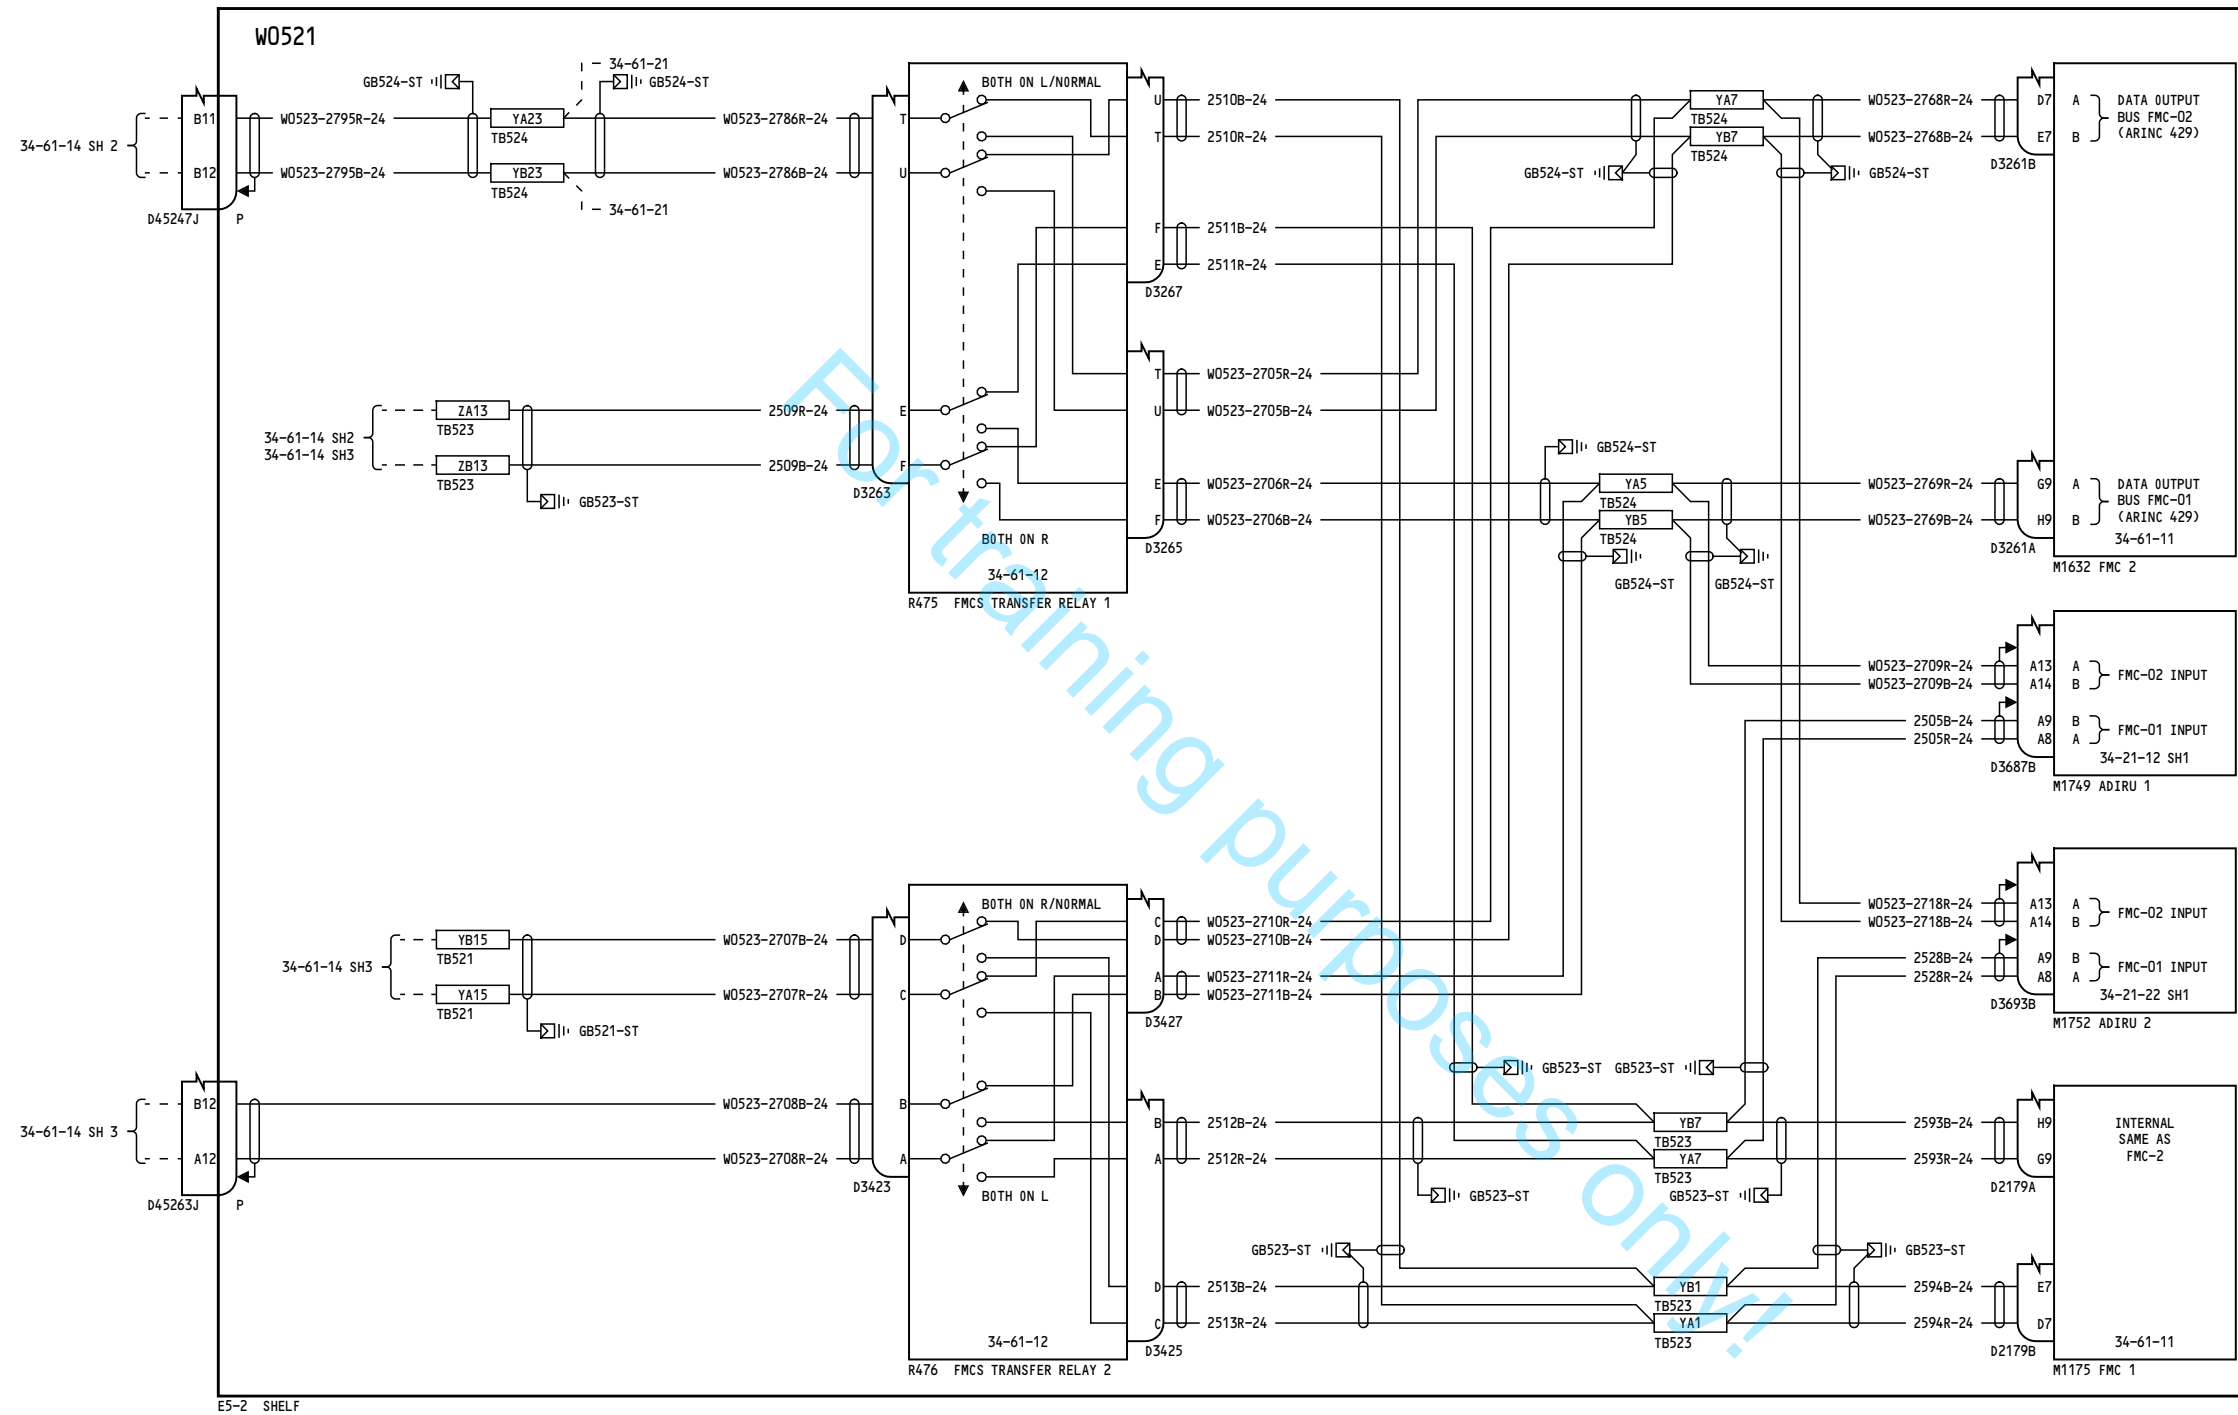 W0521
34-61-14 SH 2
B11
B12
D45247J
P
W0523-2795R-24
W0523-2795B-24
GB524-ST
YA23
TB524
YB23
TB524
34-61-21
GB524-ST
34-61-21
W0523-2786R-24
W0523-2786B-24
T
U
34-61-14 SH2
34-61-14 SH3
ZA13
TB523
ZB13
TB523
GB523-ST
2509R-24
2509B-24
E
F
D3263
BOTH ON L/NORMAL
BOTH ON R
34-61-12
R475 FMCS TRANSFER RELAY 1
U
T
F
E
D3267
2510B-24
2510R-24
2511B-24
2511R-24
T
U
E
F
D3265
W0523-2705R-24
W0523-2705B-24
W0523-2706R-24
W0523-2706B-24
YA7
TB524
YB7
TB524
GB524-ST
GB524-ST
GB524-ST
YA5
TB524
YB5
TB524
GB524-ST
GB524-ST
W0523-2768R-24
W0523-2768B-24
D7
E7
D3261B
A
B
DATA OUTPUT
BUS FMC-02
(ARINC 429)
W0523-2769R-24
W0523-2769B-24
G9
H9
D3261A
A
B
DATA OUTPUT
BUS FMC-01
(ARINC 429)
34-61-11
M1632 FMC 2
W0523-2709R-24
W0523-2709B-24
2505B-24
2505R-24
A13
A14
A9
A8
D3687B
A
B
FMC-02 INPUT
B
A
FMC-01 INPUT
34-21-12 SH1
M1749 ADIRU 1
W0523-2718R-24
W0523-2718B-24
2528B-24
2528R-24
A13
A14
A9
A8
D3693B
A
B
FMC-02 INPUT
B
A
FMC-01 INPUT
34-21-22 SH1
M1752 ADIRU 2
34-61-14 SH3
YB15
TB521
YA15
TB521
GB521-ST
W0523-2707B-24
W0523-2707R-24
D
C
34-61-14 SH 3
B12
A12
D45263J
P
W0523-2708B-24
W0523-2708R-24
B
A
D3423
BOTH ON R/NORMAL
BOTH ON L
34-61-12
R476 FMCS TRANSFER RELAY 2
C
D
A
B
D3427
W0523-2710R-24
W0523-2710B-24
W0523-2711R-24
W0523-2711B-24
B
A
D
C
D3425
2512B-24
2512R-24
2513B-24
2513R-24
GB523-ST
GB523-ST
YB7
TB523
YA7
TB523
GB523-ST
GB523-ST
GB523-ST
YB1
TB523
YA1
TB523
GB523-ST
2593B-24
2593R-24
2594B-24
2594R-24
H9
G9
D2179A
E7
D7
D2179B
INTERNAL
SAME AS
FMC-2
34-61-11
M1175 FMC 1
E5-2 SHELF
For training purposes only!